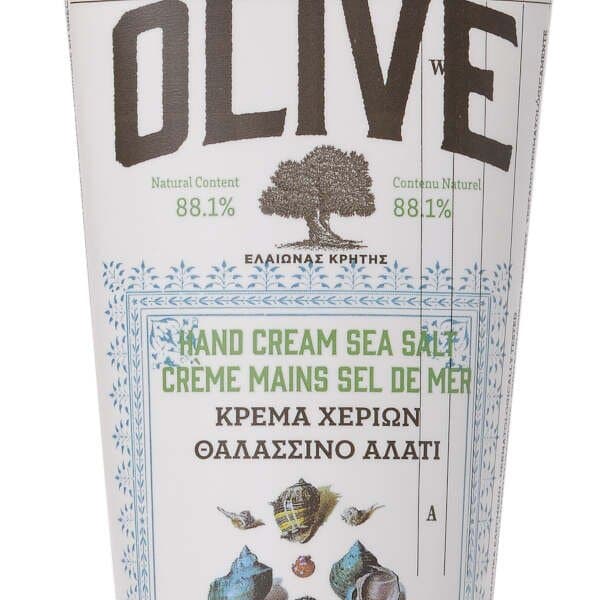 OLIVE
W
Natural Content
88.1%
Contenu Naturel
88.1%
ΕΛΑΙΩΝΑΣ ΚΡΗΤΗΣ
HAND CREAM SEA SALT
CRÈME MAINS SEL DE MER
ΚΡΕΜΑ ΧΕΡΙΩΝ
ΘΑΛΑΣΣΙΝΟ ΑΛΑΤΙ
A